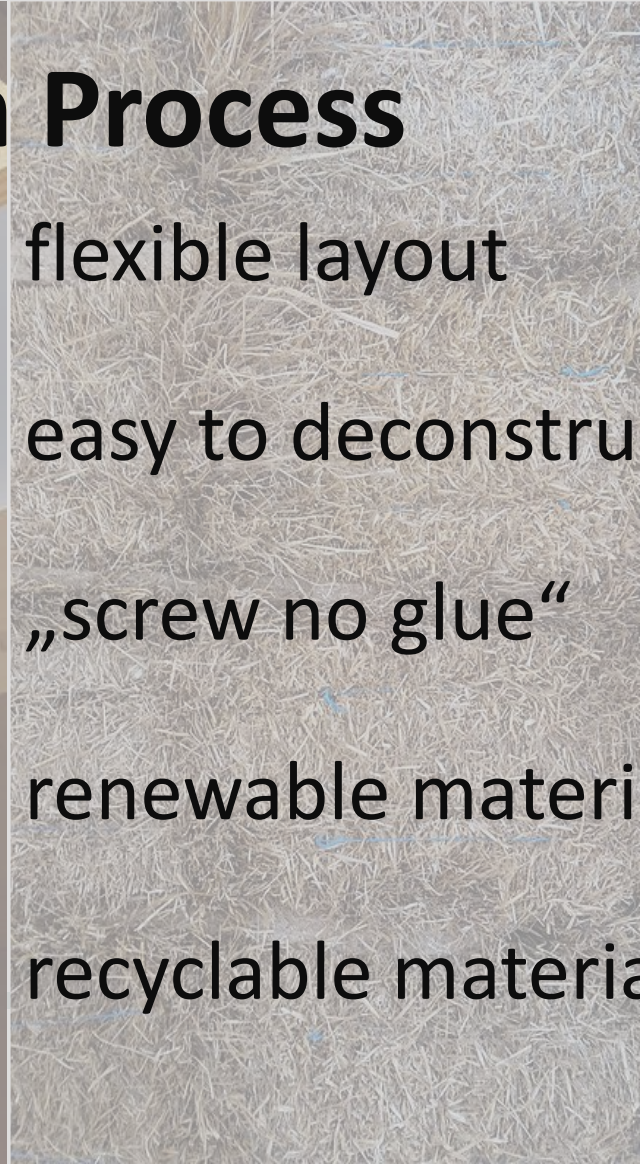 Process
flexible layout
easy to deconstru
„screw no glue“
renewable materi
recyclable materia